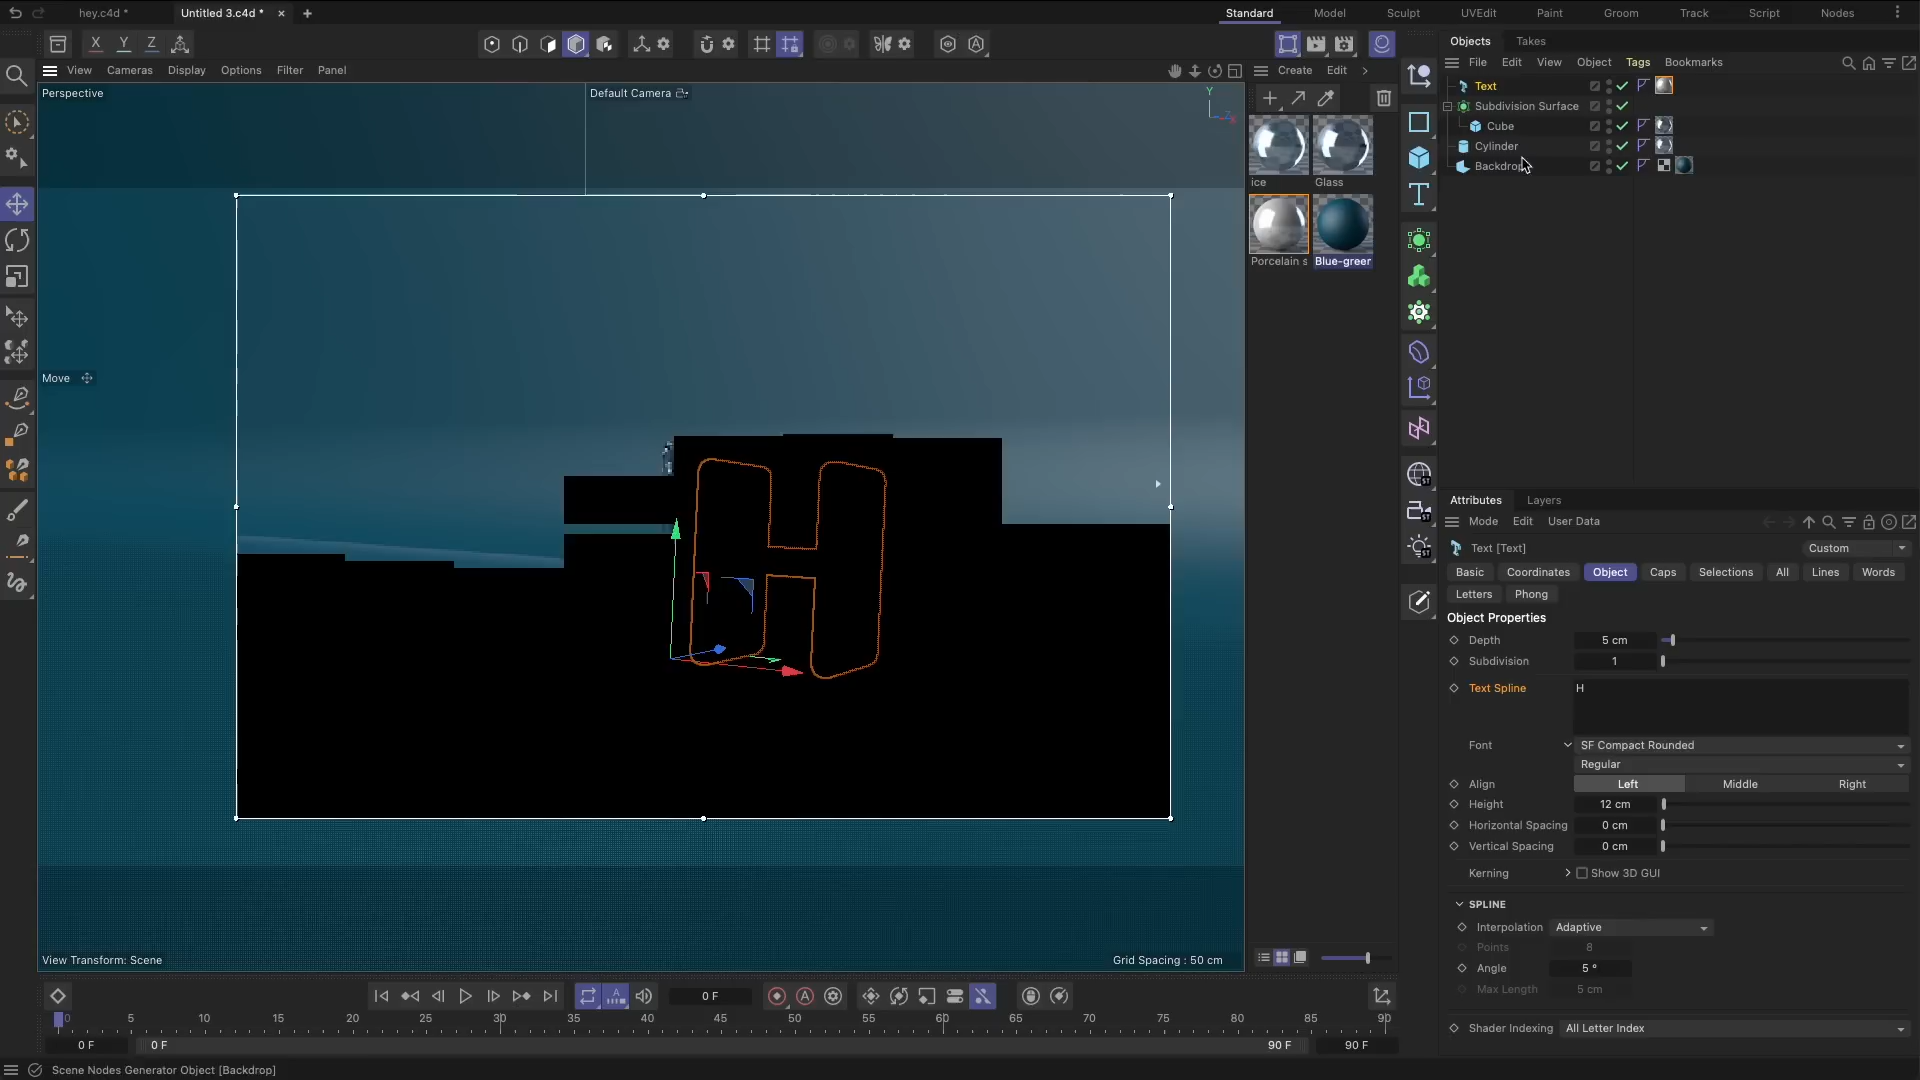 hey.c4d *
Untitled 3.c4d *
Standard
Model
Sculpt
UVEdit
Paint
Groom
Track
Script
Nodes
X
Y
Z
View
Cameras
Display
Options
Filter
Panel
Create
Edit
Objects
Takes
File
Edit
View
Object
Tags
Bookmarks
Perspective
Default Camera
Y
Text
Subdivision Surface
Cube
Cylinder
Backdrop
ice
Glass
Porcelain s
Blue-greer
Move
Attributes
Layers
Mode
Edit
User Data
Text [Text]
Custom
Basic
Coordinates
Object
Caps
Selections
All
Lines
Words
Letters
Phong
Object Properties
Depth
5 cm
Subdivision
1
Text Spline
H
Font
SF Compact Rounded
Regular
Align
Left
Middle
Right
Height
12 cm
Horizontal Spacing
0 cm
Vertical Spacing
0 cm
Kerning
Show 3D GUI
SPLINE
Interpolation
Adaptive
Points
8
Angle
5 °
Max Length
5 cm
Shader Indexing
All Letter Index
View Transform: Scene
Grid Spacing : 50 cm
0 F
0
5
10
15
20
25
30
35
40
45
50
55
60
65
70
75
80
85
90
0 F
0 F
90 F
90 F
Scene Nodes Generator Object [Backdrop]